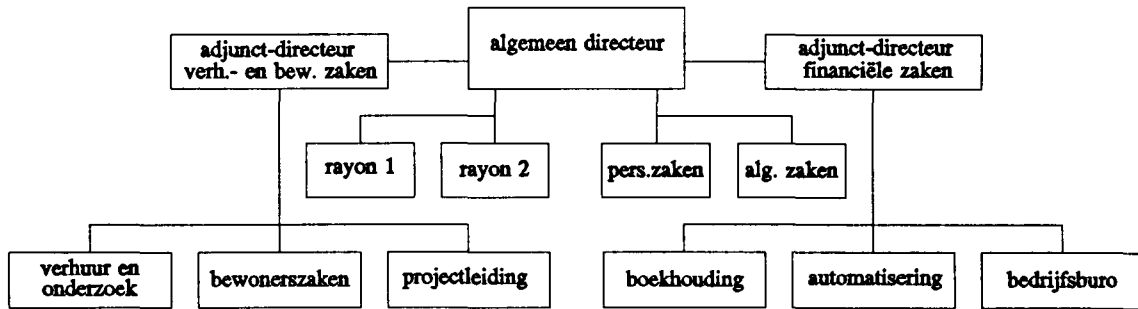 adjunct-directeur
verh.- en bew. zaken
algemeen directeur
adjunct-directeur
financiële zaken
rayon 1
rayon 2
pers.zaken
alg. zaken
verhuur en
onderzoek
bewonerszaken
projectleiding
boekhouding
automatisering
bedrijfsburo